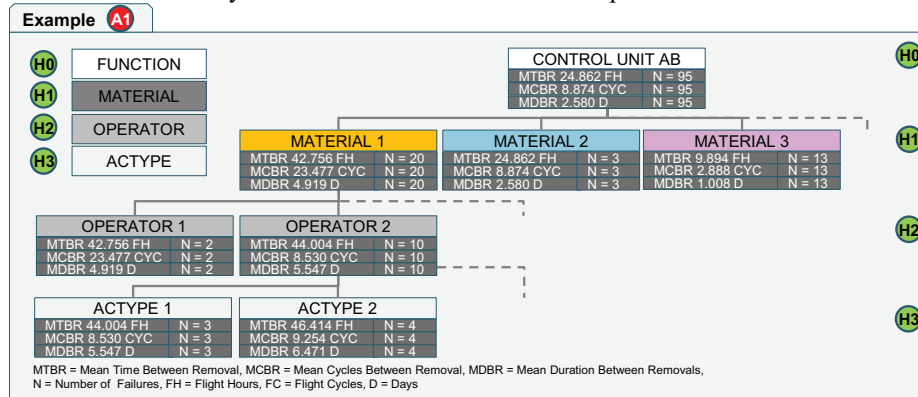 Example A1
H0 FUNCTION
H1 MATERIAL
H2 OPERATOR
H3 ACTYPE
CONTROL UNIT AB
MTBR 24.862 FH N = 95
MCBR 8.874 CYC N = 95
MDBR 2.580 D N = 95
MATERIAL 1
MTBR 42.756 FH N = 20
MCBR 23.477 CYC N = 20
MDBR 4.919 D N = 20
MATERIAL 2
MTBR 24.862 FH N = 3
MCBR 8.874 CYC N = 3
MDBR 2.580 D N = 3
MATERIAL 3
MTBR 9.894 FH N = 13
MCBR 2.888 CYC N = 13
MDBR 1.008 D N = 13
OPERATOR 1
MTBR 42.756 FH N = 2
MCBR 23.477 CYC N = 2
MDBR 4.919 D N = 2
OPERATOR 2
MTBR 44.004 FH N = 10
MCBR 8.530 CYC N = 10
MDBR 5.547 D N = 10
ACTYPE 1
MTBR 44.004 FH N = 3
MCBR 8.530 CYC N = 3
MDBR 5.547 D N = 3
ACTYPE 2
MTBR 46.414 FH N = 4
MCBR 9.254 CYC N = 4
MDBR 6.471 D N = 4
H0
H1
H2
H3
MTBR = Mean Time Between Removal, MCBR = Mean Cycles Between Removal, MDBR = Mean Duration Between Removals,
N = Number of Failures, FH = Flight Hours, FC = Flight Cycles, D = Days